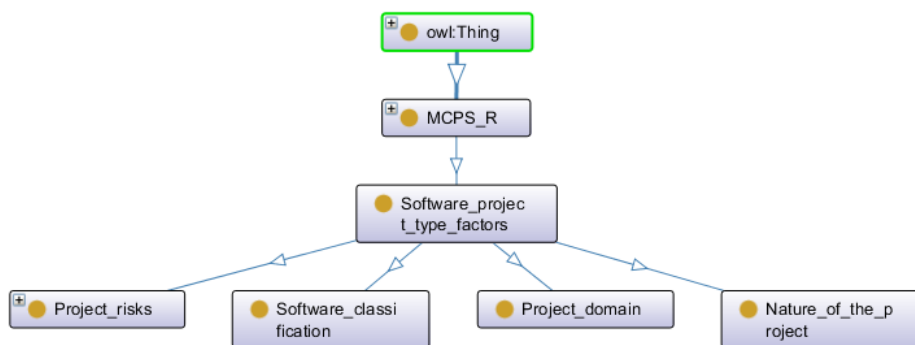 owl:Thing
MCPS_R
Software_projec
t_type_factors
Project_risks
Software_classi
fication
Project_domain
Nature_of_the_p
roject